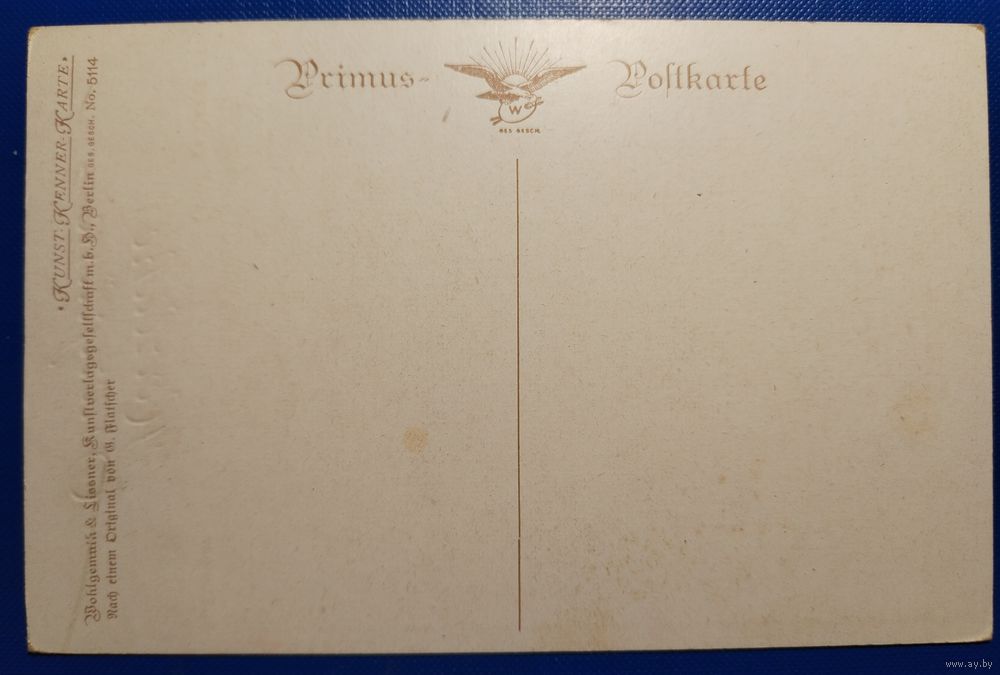 Primus- Postkarte
W
GES. GESCH.
"KUNST-KENNER-KARTE"
Wohlgemuth & Lissner, Kunstverlagsgesellschaft m.b.H., Berlin GES. GESCH. No. 5114
Nach einem Original von G. Flatscher
www.ay.by